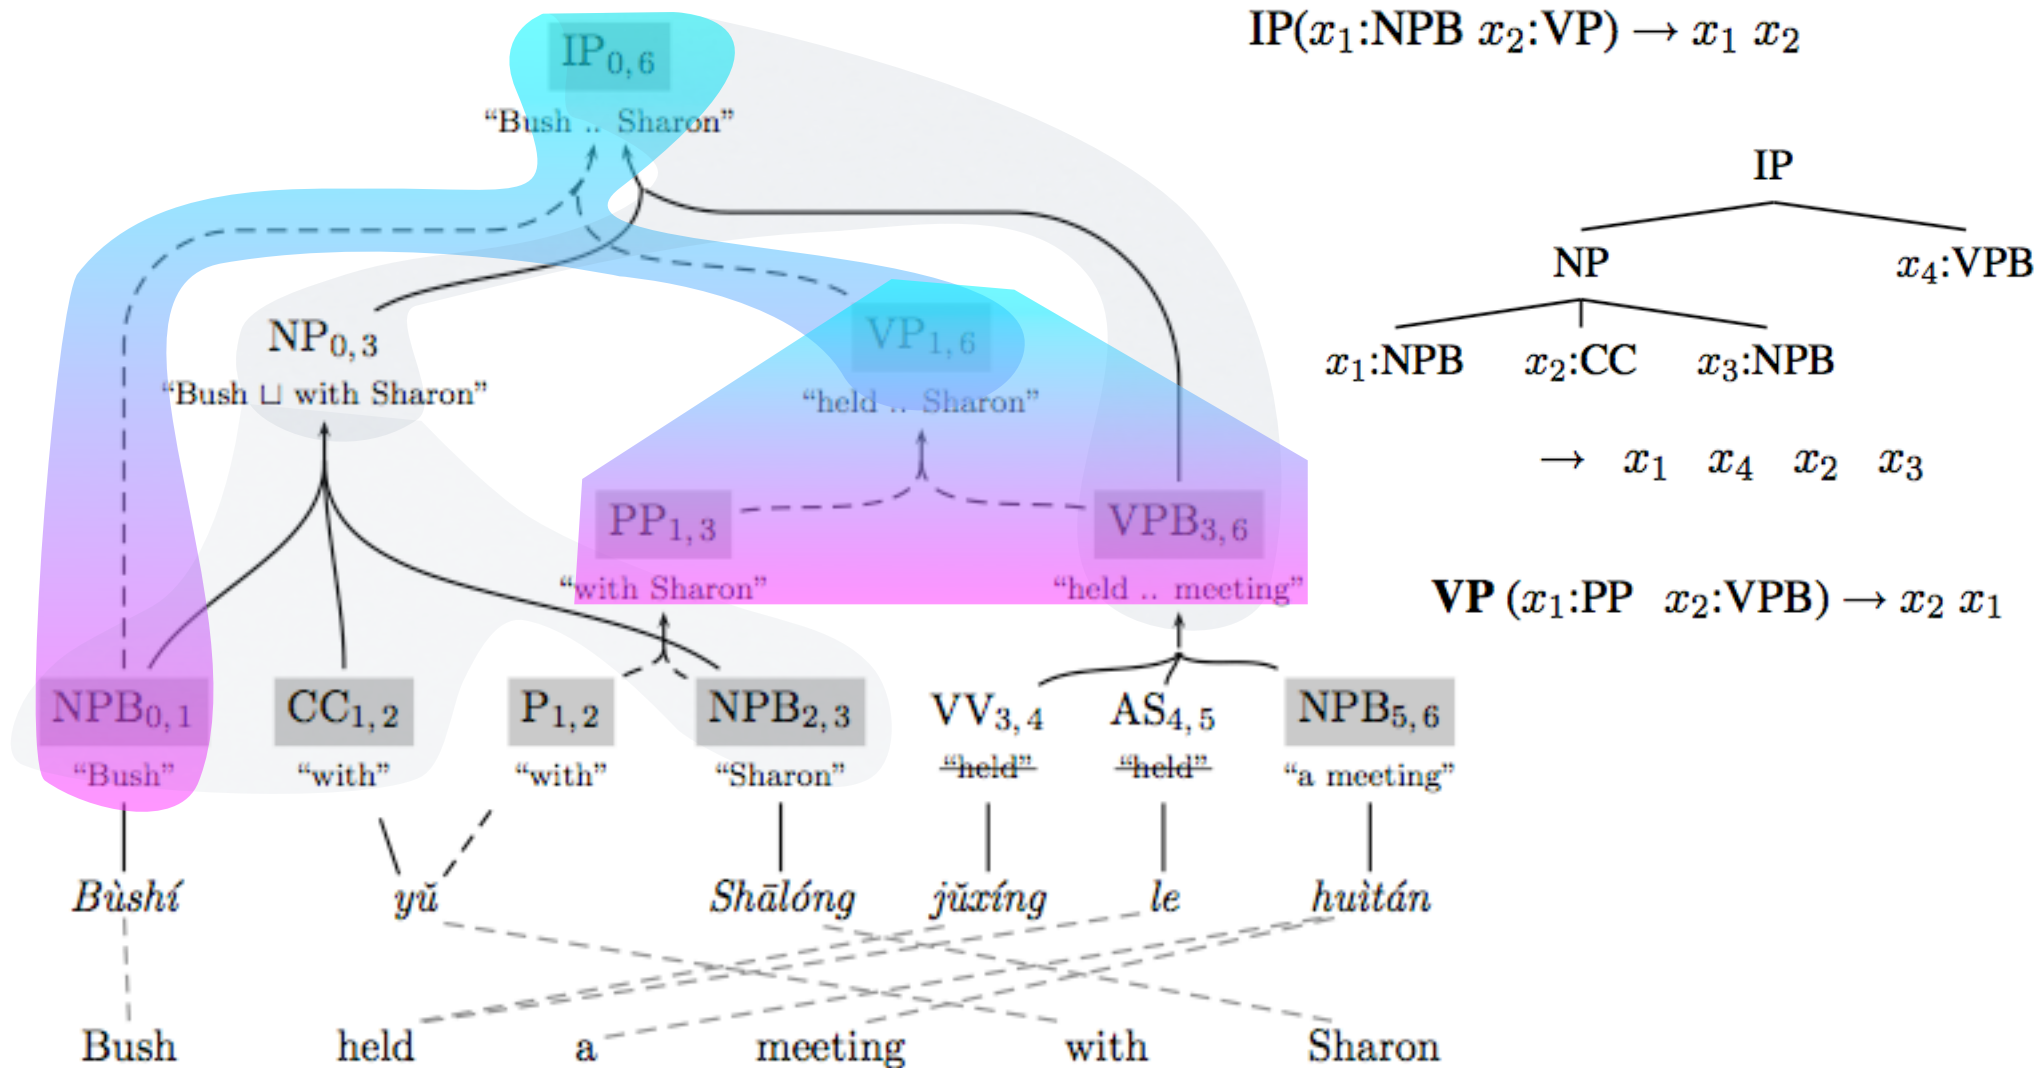 IP0,6
IP(x1:NPB x2:VP) → x1 x2
“Bush .. Sharon”
IP
NP x4:VPB
NP0,3 VP1,6
x1:NPB x2:CC x3:NPB
“Bush ⊔ with Sharon” “held .. Sharon”
→ x1 x4 x2 x3
PP1,3 VPB3,6
“with Sharon” “held .. meeting”
VP (x1:PP x2:VPB) → x2 x1
NPB0,1 CC1,2 P1,2 NPB2,3 VV3,4 AS4,5 NPB5,6
“Bush” “with” “with” “Sharon” “held” “held” “a meeting”
Bùshí yǔ Shālóng jǔxíng le huìtán
Bush held a meeting with Sharon